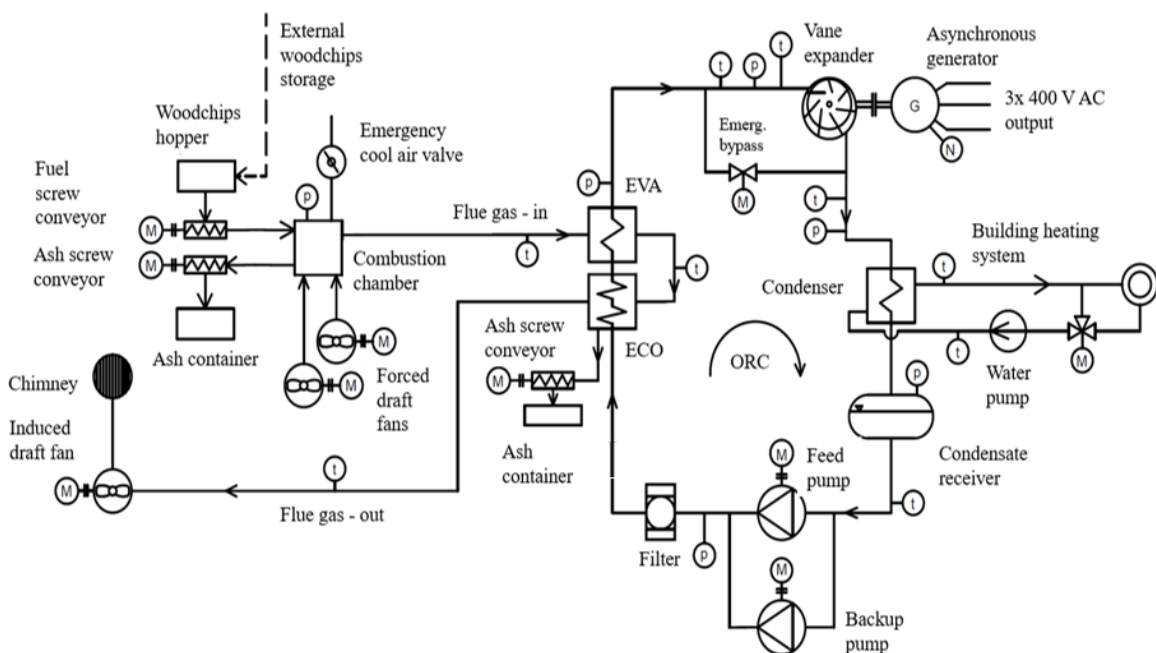 External
woodchips
storage
Woodchips
hopper
Fuel
screw
conveyor
M
Ash screw
conveyor
M
Ash container
p
Emergency
cool air valve
Combustion
chamber
M
M
Forced
draft
fans
Chimney
Induced
draft fan
M
t
Flue gas - out
Flue gas - in
t
p
EVA
t
ECO
Ash screw
conveyor
M
Ash
container
t
p
t
Emerg.
bypass
M
Vane
expander
Asynchronous
generator
G
N
3x 400 V AC
output
t
p
Building heating
system
t
Condenser
t
Water
pump
M
ORC
p
Condensate
receiver
t
M
Feed
pump
Filter
p
M
Backup
pump